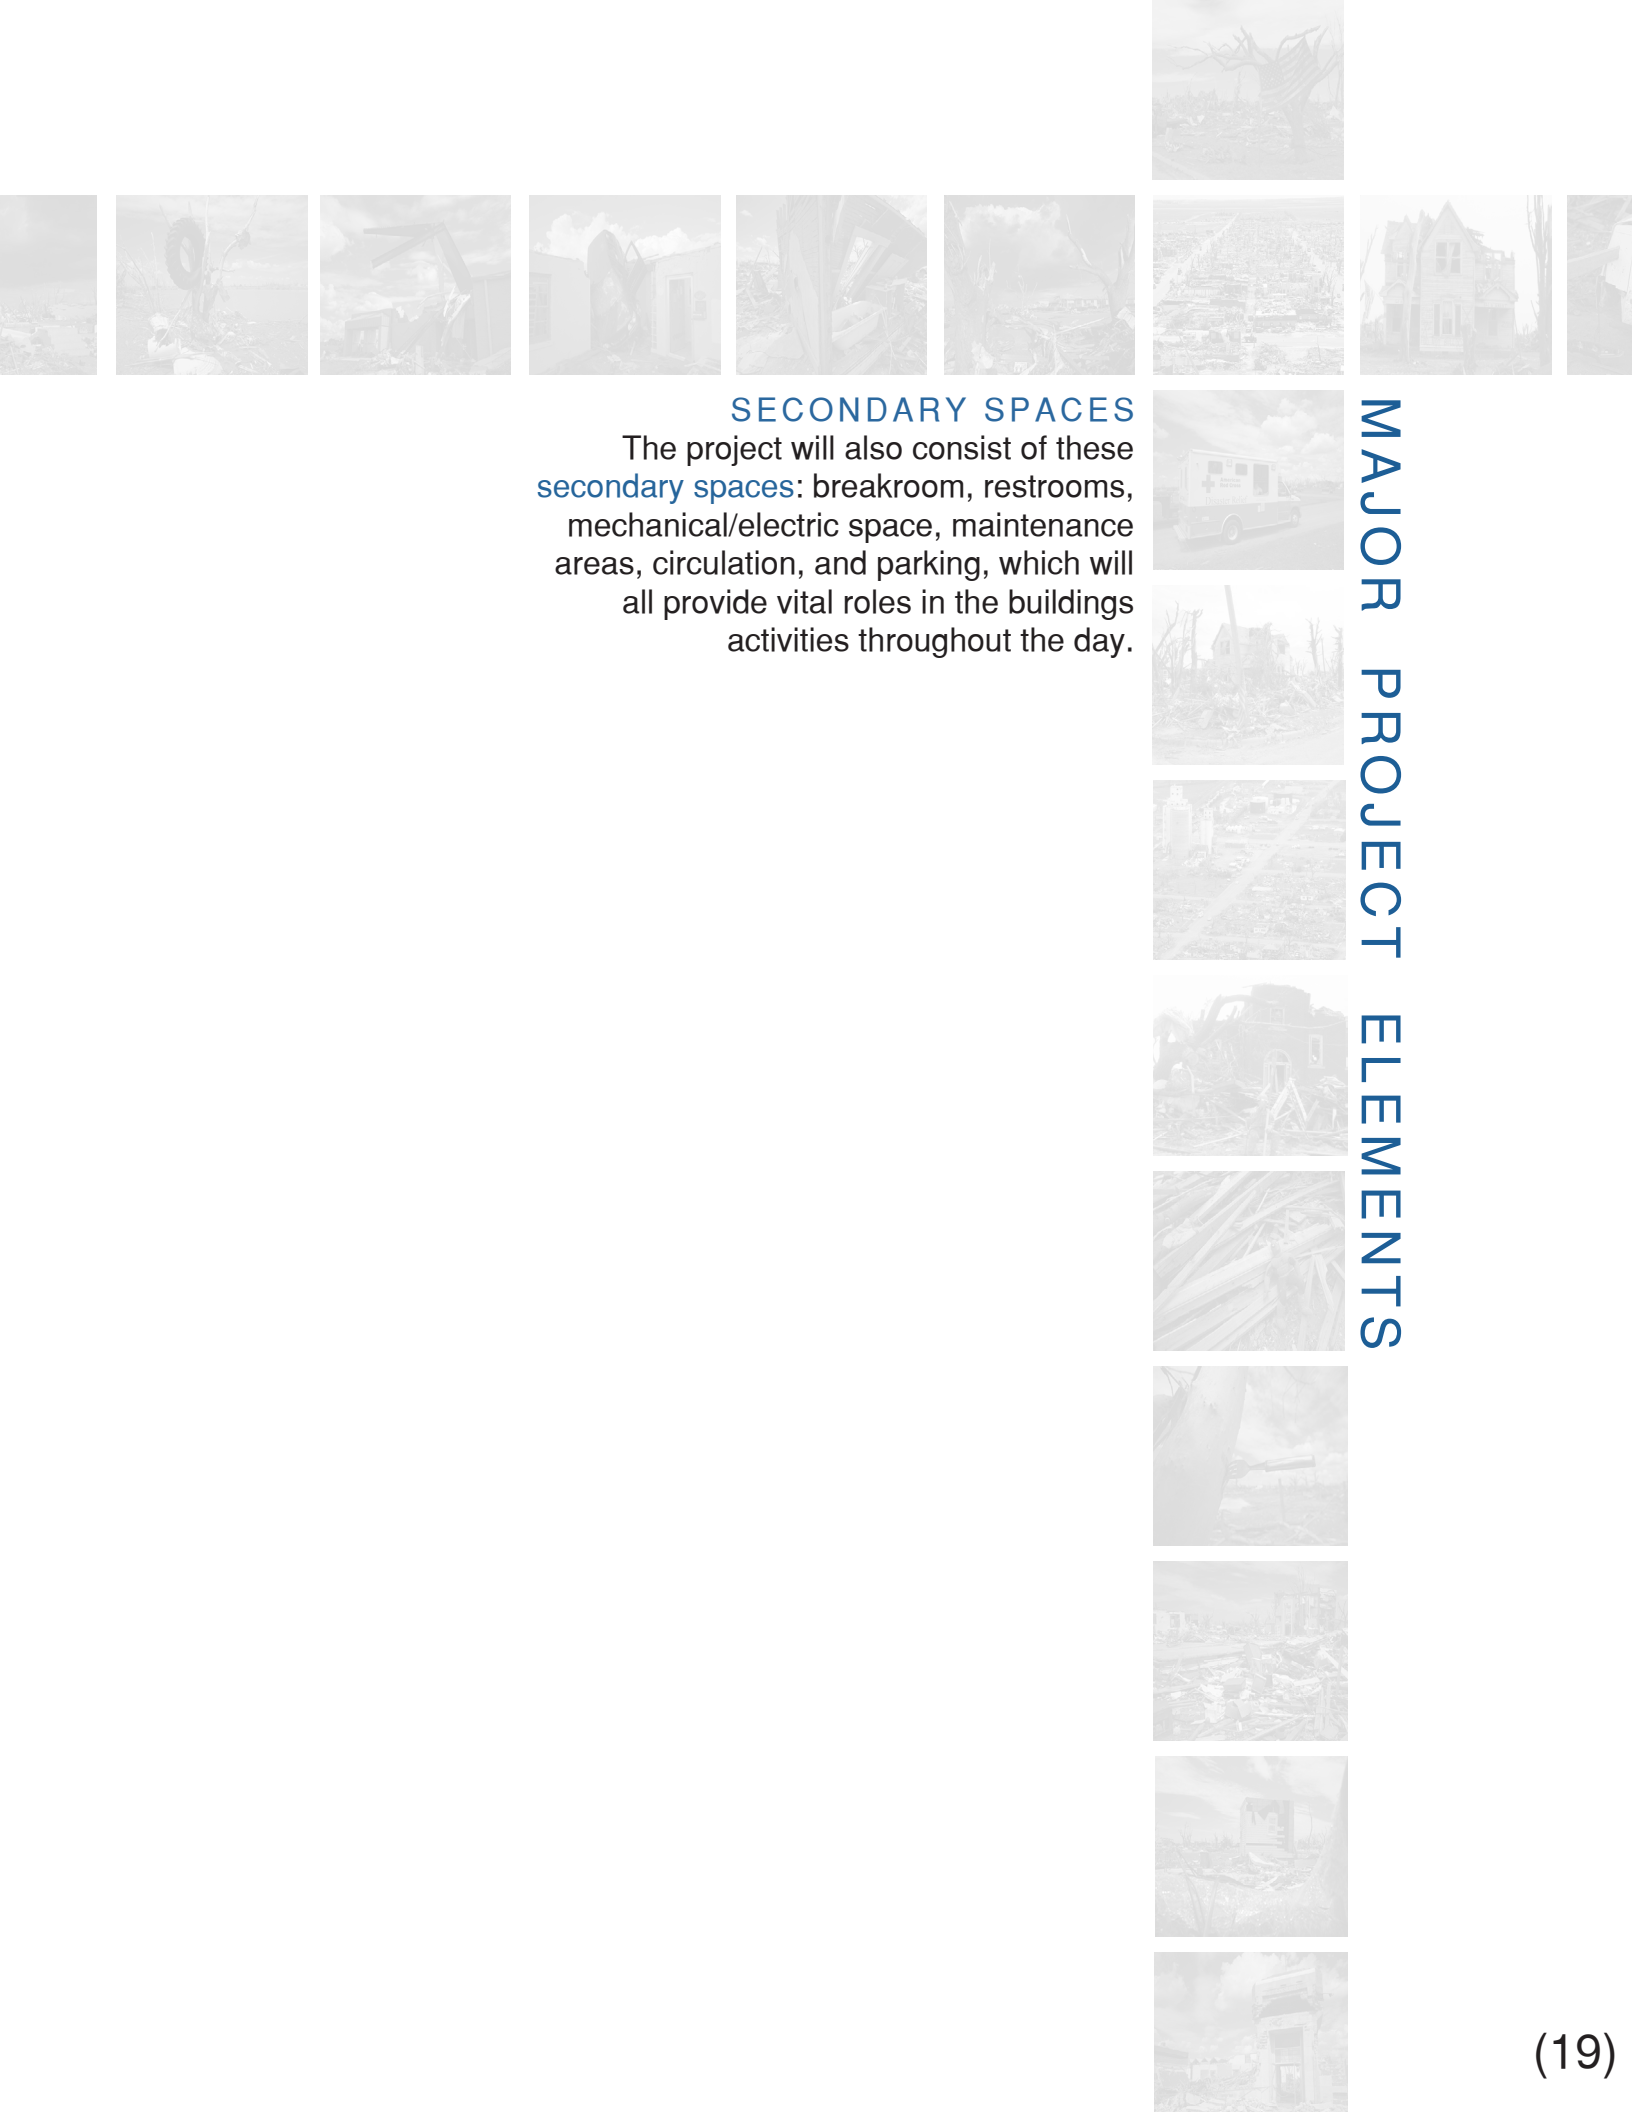 SECONDARY SPACES
The project will also consist of these
secondary spaces: breakroom, restrooms,
mechanical/electric space, maintenance
areas, circulation, and parking, which will
all provide vital roles in the buildings
activities throughout the day.
MAJOR PROJECT ELEMENTS
(19)